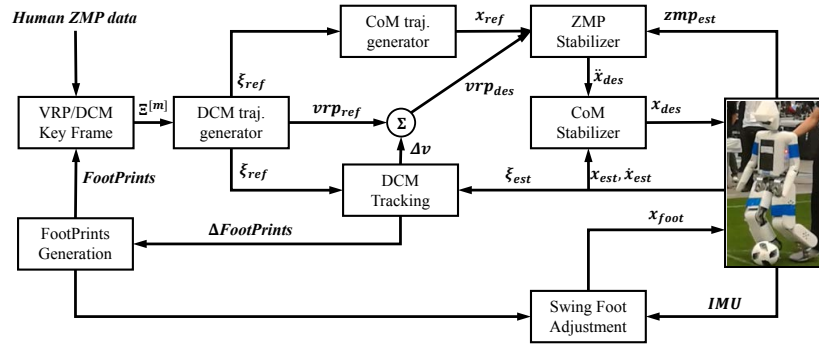 Human ZMP data
CoM traj.
generator
x_ref
ZMP
Stabilizer
zmp_est
ξ_ref
vrp_des
ẍ_des
VRP/DCM
Key Frame
Ξ^[m]
DCM traj.
generator
vrp_ref
Σ
CoM
Stabilizer
x_des
Δv
FootPrints
ξ_ref
DCM
Tracking
ξ_est
x_est, ẋ_est
FootPrints
Generation
ΔFootPrints
x_foot
Swing Foot
Adjustment
IMU